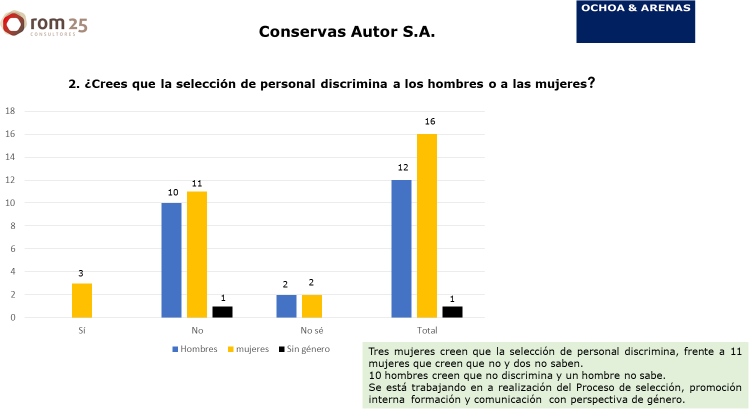 rom 25
CONSULTORES
Conservas Autor S.A.
OCHOA & ARENAS
2. ¿Crees que la selección de personal discrimina a los hombres o a las mujeres?
18
16
14
12
10
8
6
4
2
0
3
10
11
1
2
2
12
16
1
Sí
No
No sé
Total
Hombres
mujeres
Sin género
Tres mujeres creen que la selección de personal discrimina, frente a 11
mujeres que creen que no y dos no saben.
10 hombres creen que no discrimina y un hombre no sabe.
Se está trabajando en a realización del Proceso de selección, promoción
interna formación y comunicación con perspectiva de género.